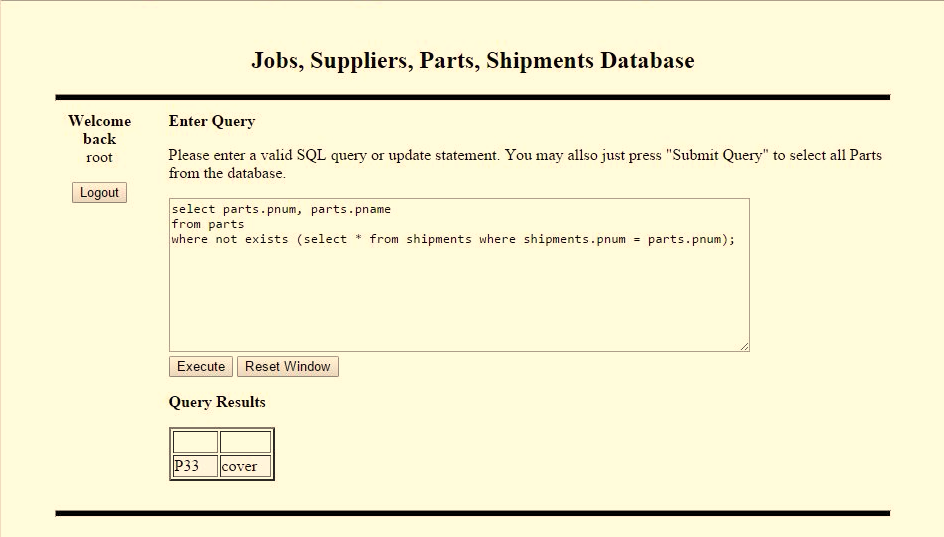 Jobs, Suppliers, Parts, Shipments Database
Welcome
back
root
Logout
Enter Query
Please enter a valid SQL query or update statement. You may allso just press "Submit Query" to select all Parts
from the database.
select parts.pnum, parts.pname
from parts
where not exists (select * from shipments where shipments.pnum = parts.pnum);
Execute Reset Window
Query Results
P33 cover